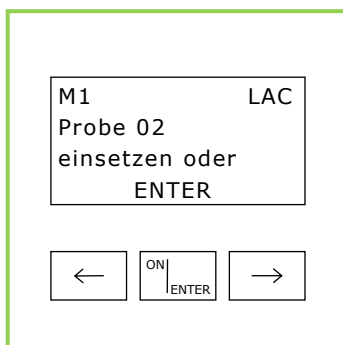 M1 LAC
Probe 02
einsetzen oder
ENTER
ON
ENTER